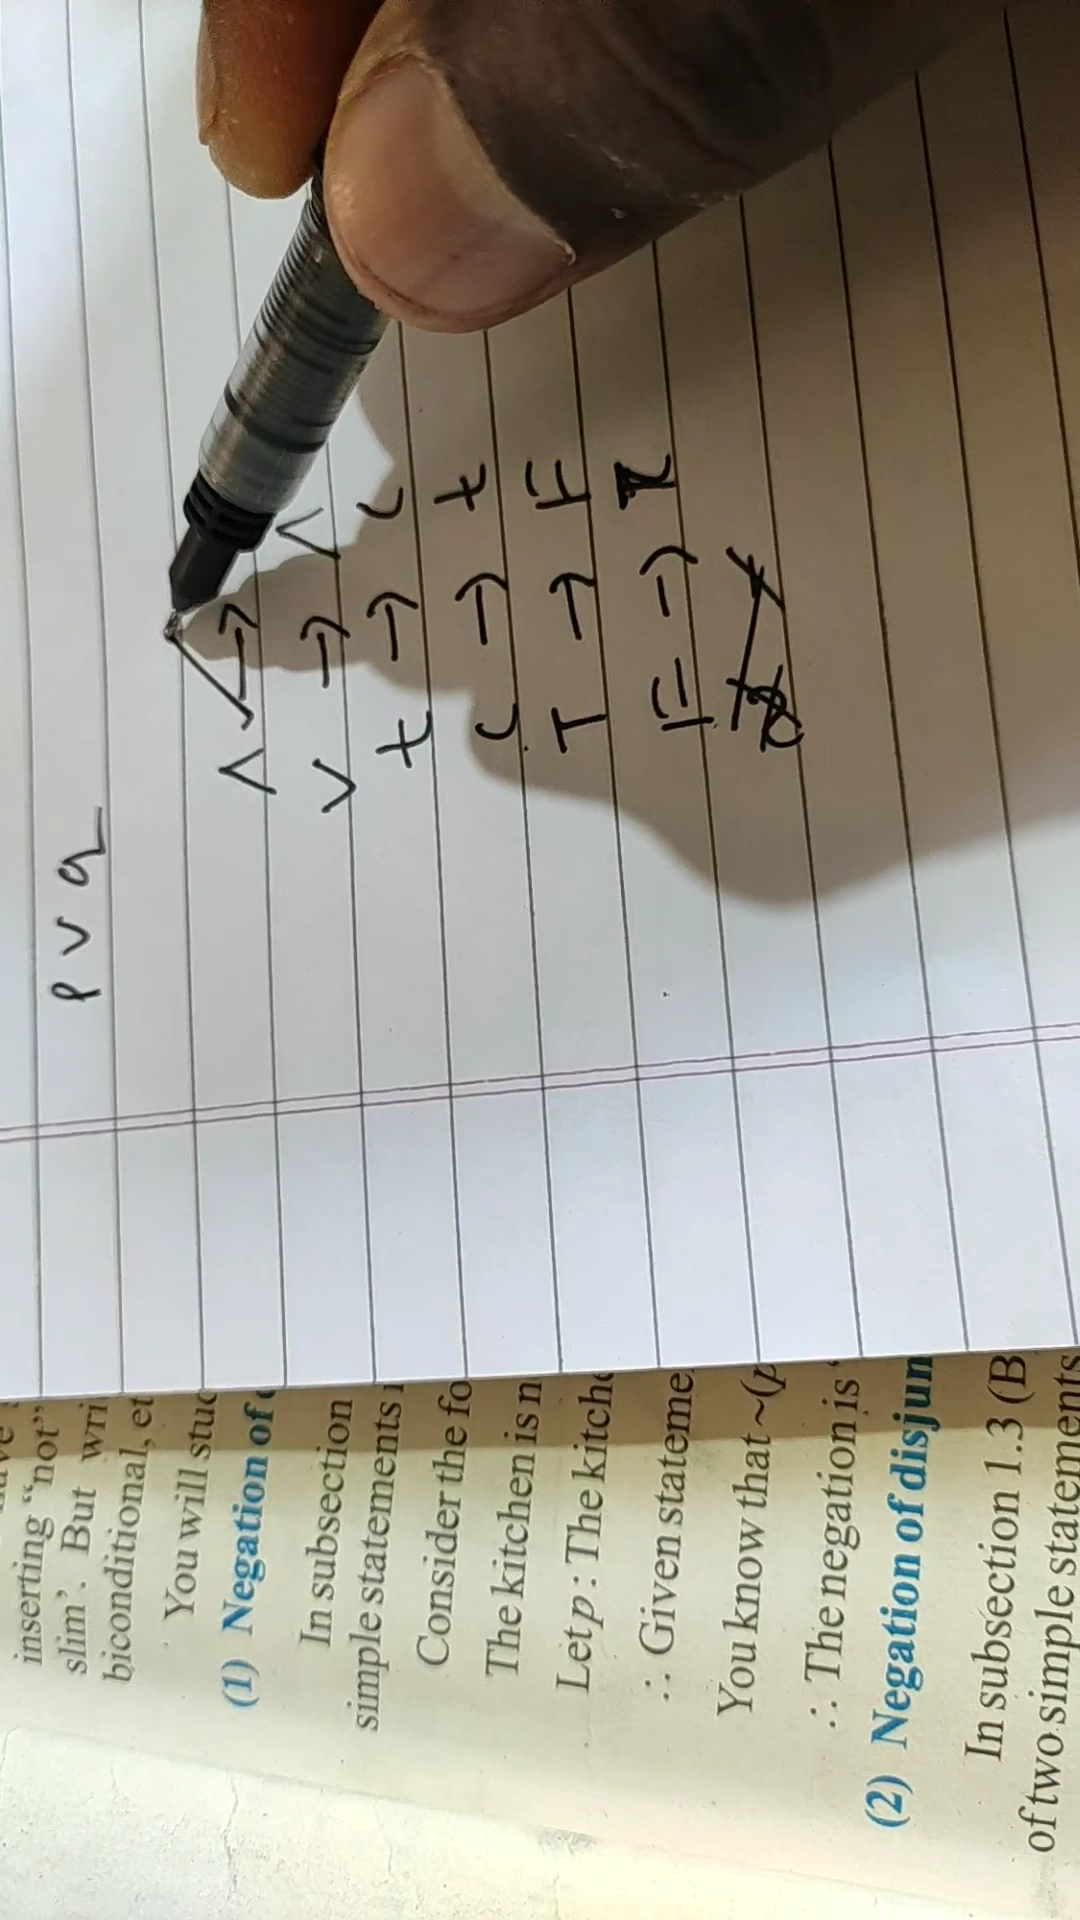 p ∨ q
∧ →
∨ → ∧
t → c
c → t
T → F
F → T
inserting “not”
slim’. But wri
biconditional, et
You will stud
(1) Negation of c
In subsection
simple statements i
Consider the fo
The kitchen is n
Let p : The kitche
∴ Given stateme
You know that ~(p
∴ The negation is ‘
(2) Negation of disjun
In subsection 1.3 (B
of two simple statements